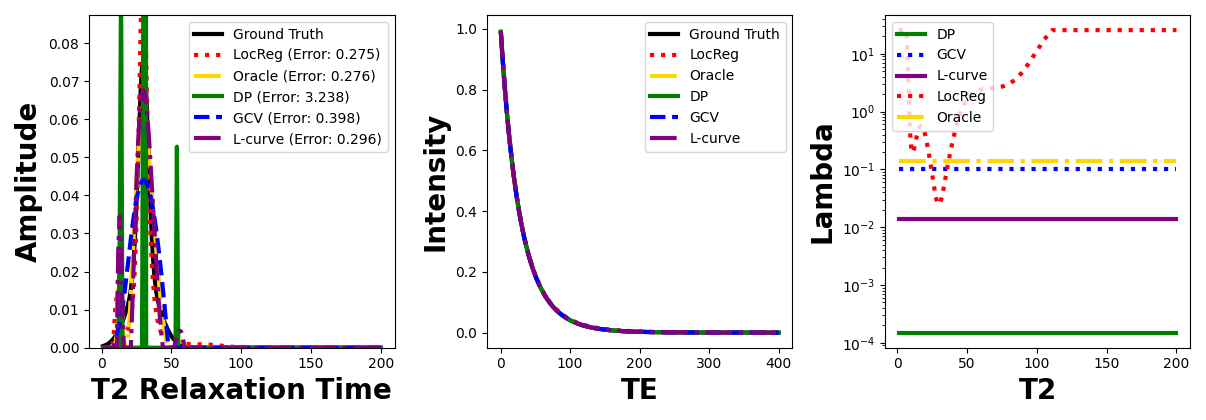 Amplitude
0.08
0.07
0.06
0.05
0.04
0.03
0.02
0.01
0.00
0
50
100
150
200
T2 Relaxation Time
Ground Truth
LocReg (Error: 0.275)
Oracle (Error: 0.276)
DP (Error: 3.238)
GCV (Error: 0.398)
L-curve (Error: 0.296)
Intensity
1.0
0.8
0.6
0.4
0.2
0.0
0
100
200
300
400
TE
Ground Truth
LocReg
Oracle
DP
GCV
L-curve
Lambda
10¹
10⁰
10⁻¹
10⁻²
10⁻³
10⁻⁴
0
50
100
150
200
T2
DP
GCV
L-curve
LocReg
Oracle